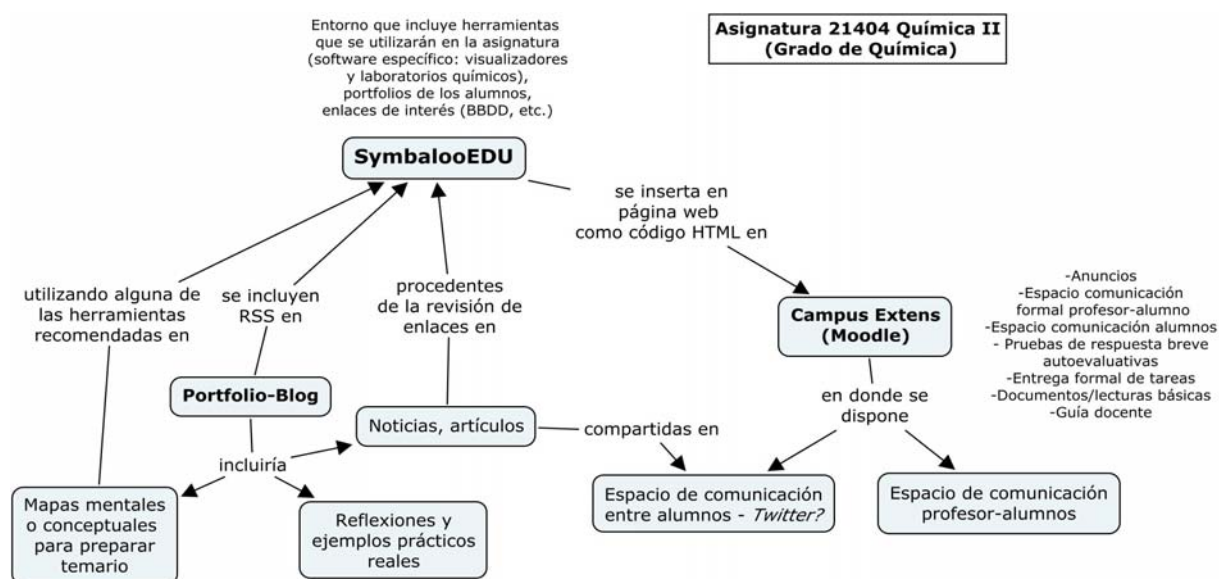 Entorno que incluye herramientas
que se utilizarán en la asignatura
(software específico: visualizadores
y laboratorios químicos),
portfolios de los alumnos,
enlaces de interés (BBDD, etc.)
Asignatura 21404 Química II
(Grado de Química)
SymbalooEDU
se inserta en
página web
como código HTML en
utilizando alguna de
las herramientas
recomendadas en
se incluyen
RSS en
procedentes
de la revisión de
enlaces en
Campus Extens
(Moodle)
-Anuncios
-Espacio comunicación
formal profesor-alumno
-Espacio comunicación alumnos
- Pruebas de respuesta breve
autoevaluativas
-Entrega formal de tareas
-Documentos/lecturas básicas
-Guía docente
Portfolio-Blog
Noticias, artículos
compartidas en
en donde se
dispone
incluiría
Mapas mentales
o conceptuales
para preparar
temario
Reflexiones y
ejemplos prácticos
reales
Espacio de comunicación
entre alumnos - Twitter?
Espacio de comunicación
profesor-alumnos